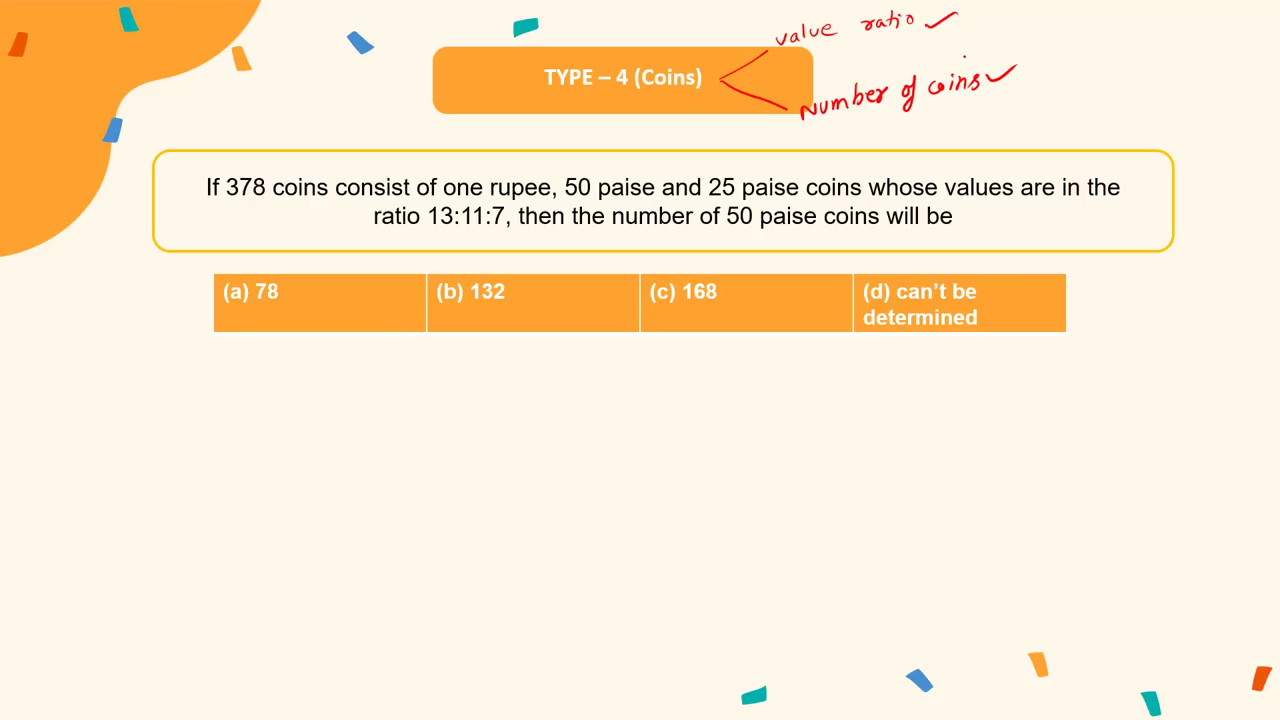 value ratio
TYPE – 4 (Coins)
Number of coins
If 378 coins consist of one rupee, 50 paise and 25 paise coins whose values are in the
ratio 13:11:7, then the number of 50 paise coins will be
(a) 78
(b) 132
(c) 168
(d) can't be
determined